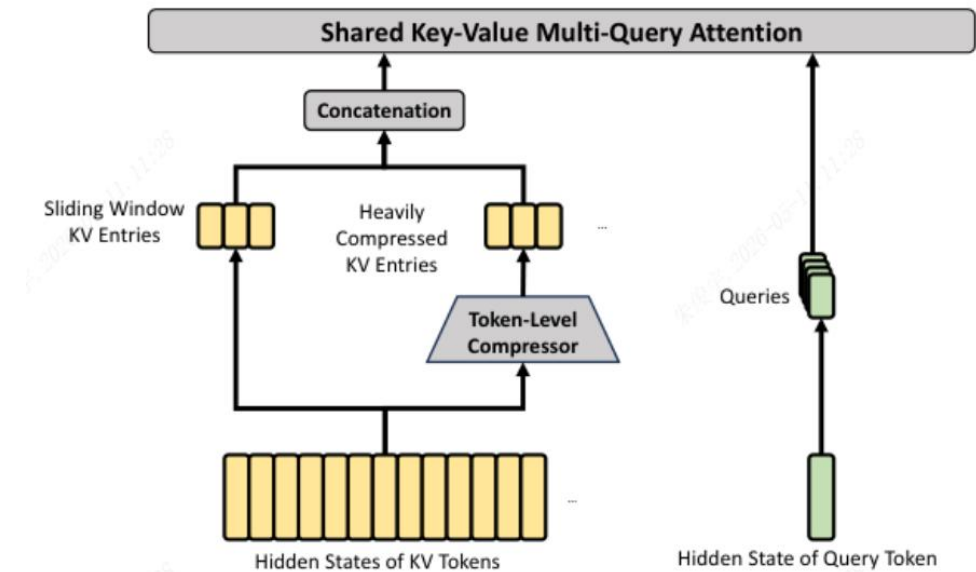 Shared Key-Value Multi-Query Attention
Concatenation
Sliding Window
KV Entries
Heavily
Compressed
KV Entries
...
Token-Level
Compressor
Queries
...
Hidden States of KV Tokens
Hidden State of Query Token